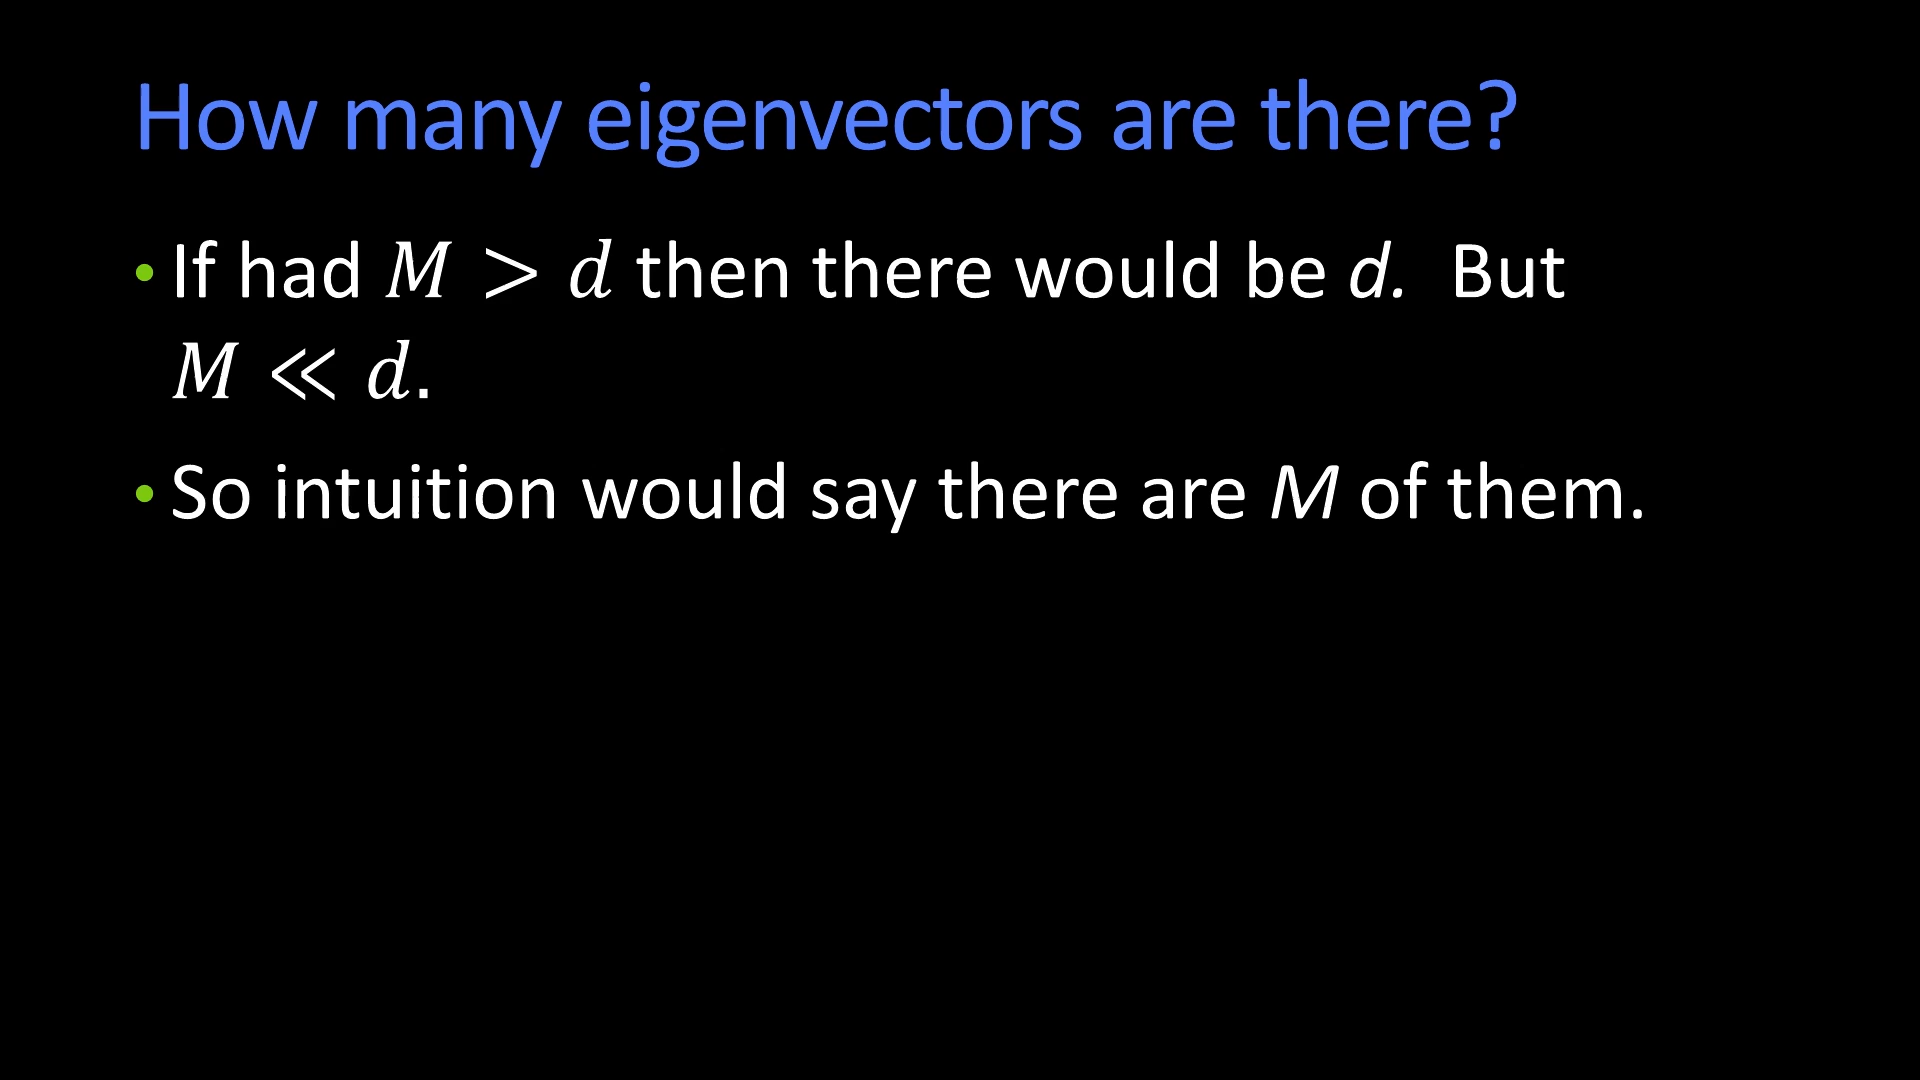 How many eigenvectors are there?
• If had 𝑀 > 𝑑 then there would be d. But
𝑀 ≪ 𝑑.
• So intuition would say there are M of them.